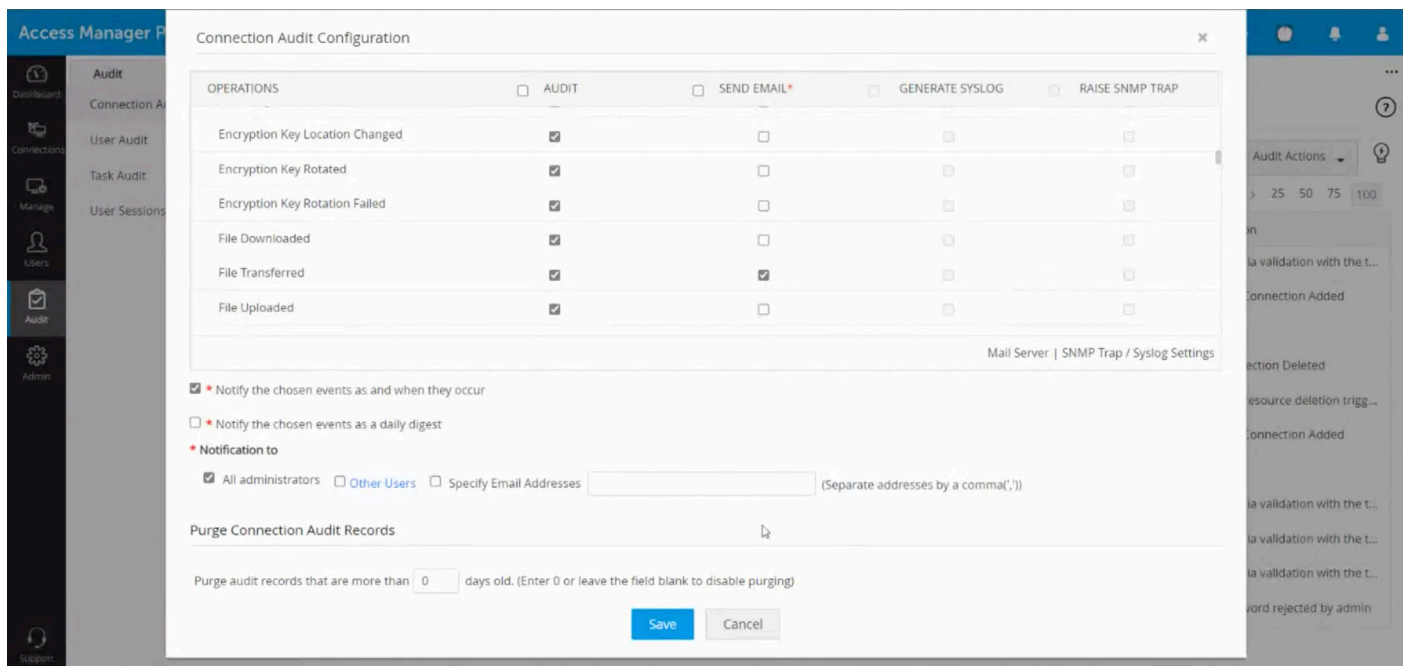 Access Manager P
Connection Audit Configuration
×
Dashboard
Connections
Manage
Users
Audit
Admin
Support
Audit
Connection Au
User Audit
Task Audit
User Sessions
OPERATIONS AUDIT SEND EMAIL* GENERATE SYSLOG RAISE SNMP TRAP
Encryption Key Location Changed
Encryption Key Rotated
Encryption Key Rotation Failed
File Downloaded
File Transferred
File Uploaded
Mail Server | SNMP Trap / Syslog Settings
* Notify the chosen events as and when they occur
* Notify the chosen events as a daily digest
* Notification to
All administrators Other Users Specify Email Addresses (Separate addresses by a comma(','))
Purge Connection Audit Records
Purge audit records that are more than 0 days old. (Enter 0 or leave the field blank to disable purging)
Save Cancel
...
?
Audit Actions
> 25 50 75 100
on
ia validation with the t...
Connection Added
ection Deleted
resource deletion trigg...
Connection Added
ia validation with the t...
ia validation with the t...
ia validation with the t...
word rejected by admin